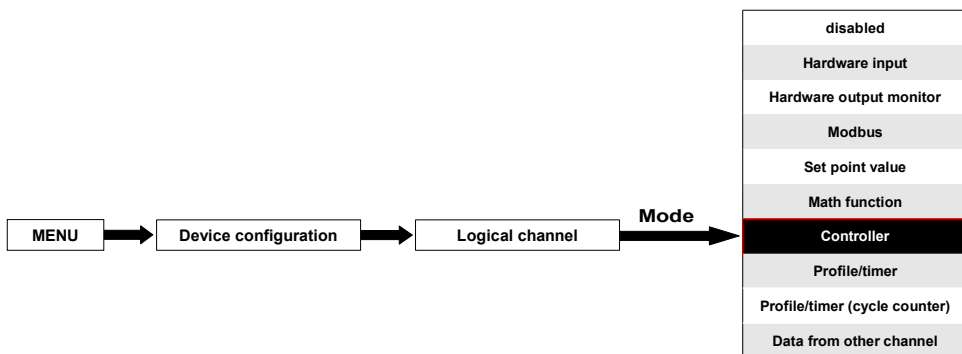 disabled
Hardware input
Hardware output monitor
Modbus
Set point value
Math function
MENU
Device configuration
Logical channel
Mode
Controller
Profile/timer
Profile/timer (cycle counter)
Data from other channel